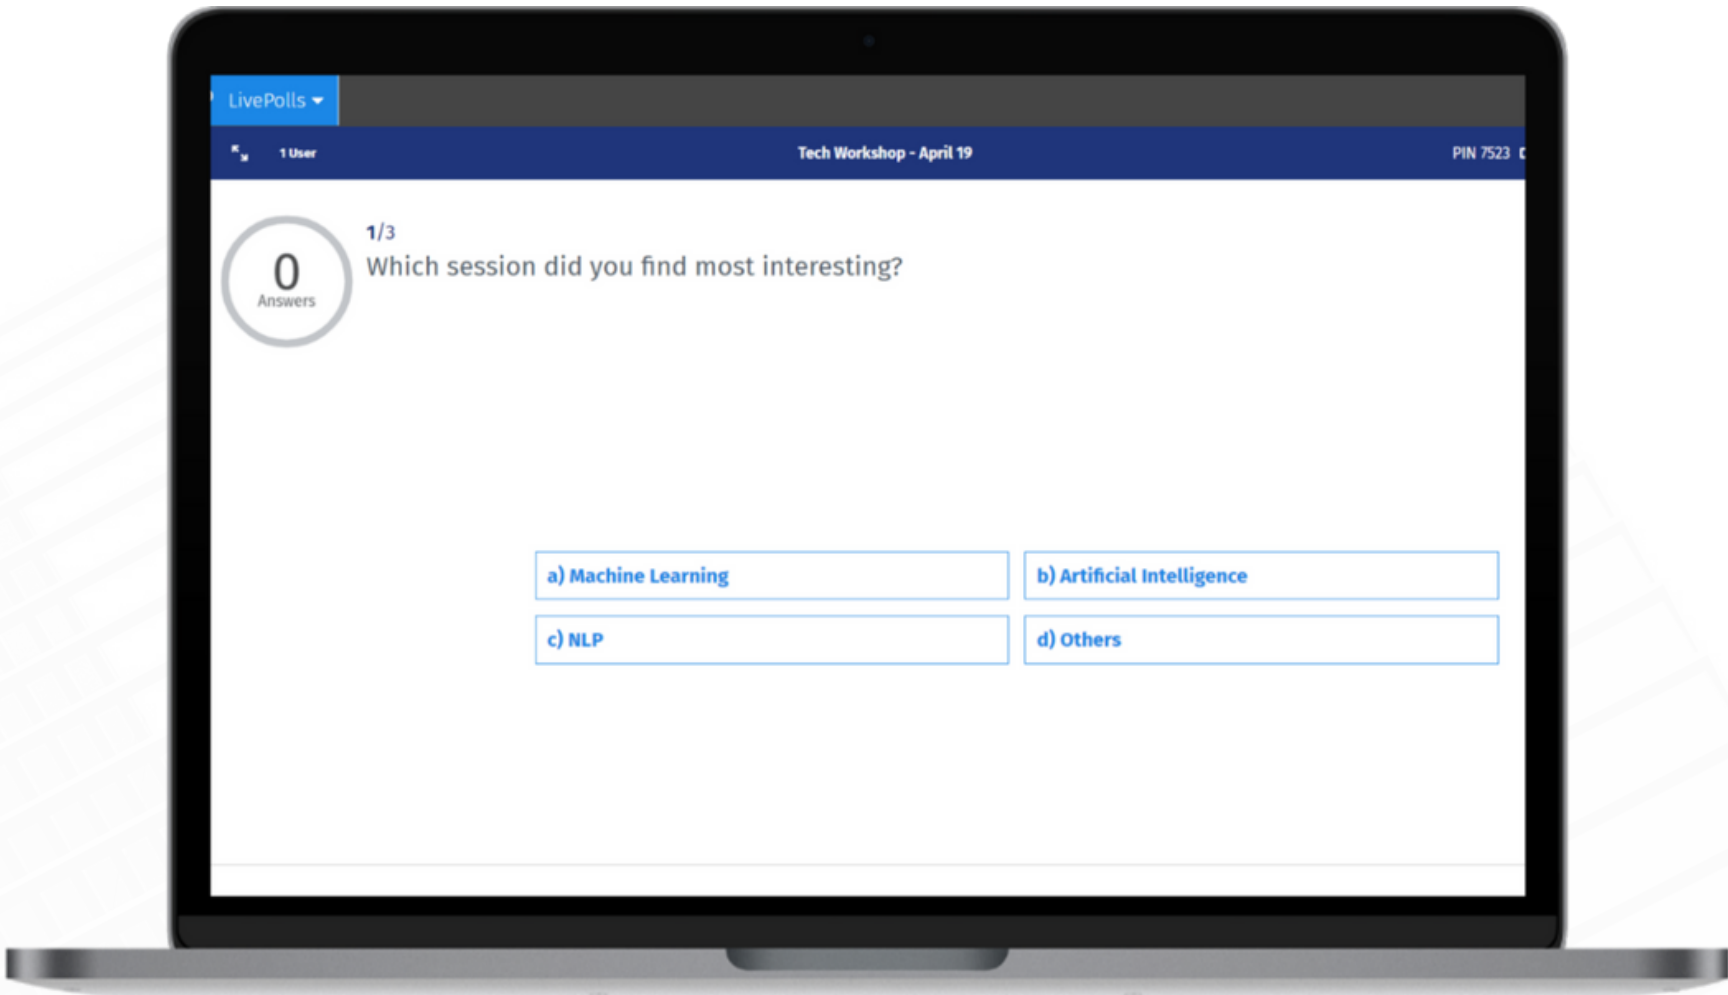 LivePolls
1 User
Tech Workshop - April 19
PIN 7523
0
Answers
1/3
Which session did you find most interesting?
a) Machine Learning
b) Artificial Intelligence
c) NLP
d) Others